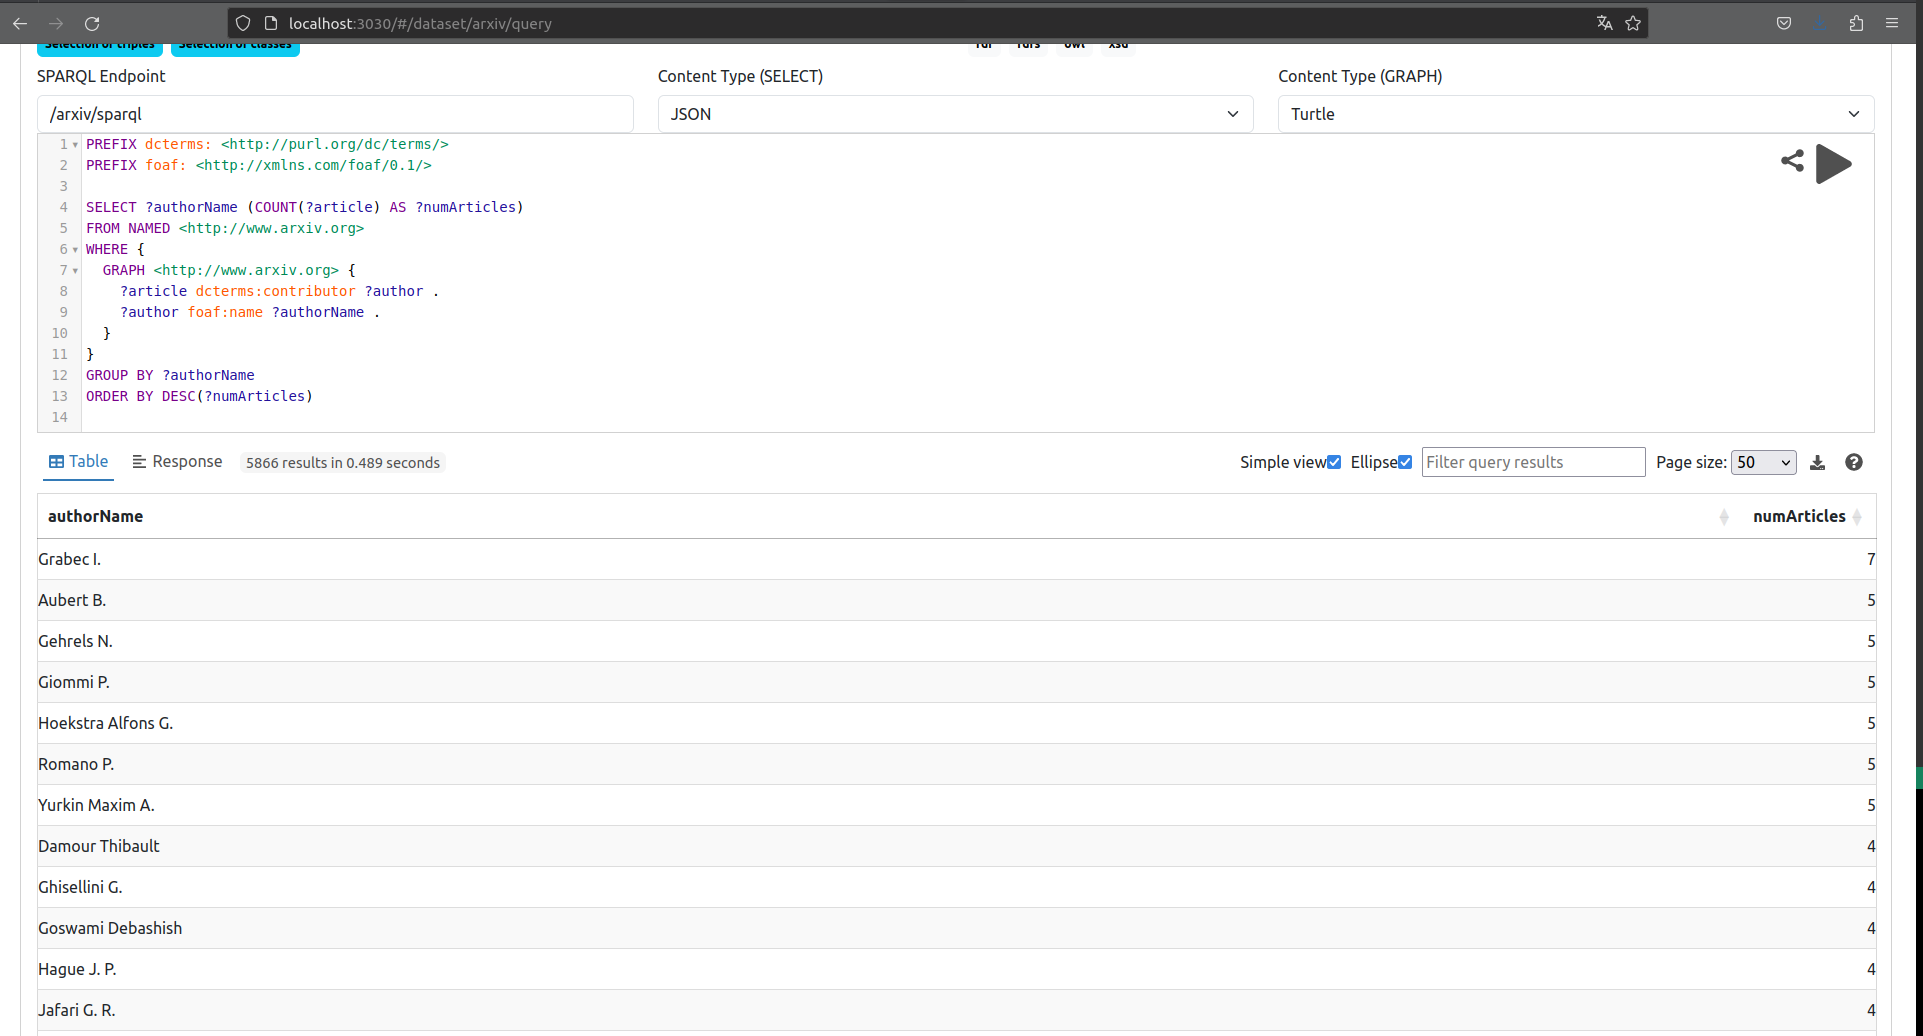 localhost:3030/#/dataset/arxiv/query
Selection of triples Selection of classes rdf rdfs owl xsd
SPARQL Endpoint Content Type (SELECT) Content Type (GRAPH)
/arxiv/sparql JSON Turtle
1 PREFIX dcterms: <http://purl.org/dc/terms/>
2 PREFIX foaf: <http://xmlns.com/foaf/0.1/>
3
4 SELECT ?authorName (COUNT(?article) AS ?numArticles)
5 FROM NAMED <http://www.arxiv.org>
6 WHERE {
7 GRAPH <http://www.arxiv.org> {
8 ?article dcterms:contributor ?author .
9 ?author foaf:name ?authorName .
10 }
11 }
12 GROUP BY ?authorName
13 ORDER BY DESC(?numArticles)
14
Table Response 5866 results in 0.489 seconds Simple view Ellipse Filter query results Page size: 50
authorName numArticles
Grabec I. 7
Aubert B. 5
Gehrels N. 5
Giommi P. 5
Hoekstra Alfons G. 5
Romano P. 5
Yurkin Maxim A. 5
Damour Thibault 4
Ghisellini G. 4
Goswami Debashish 4
Hague J. P. 4
Jafari G. R. 4